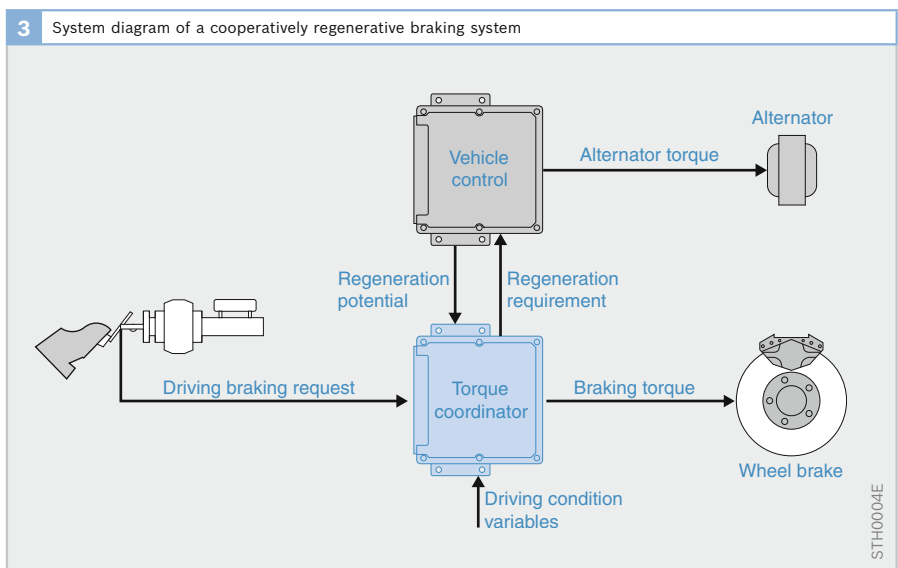 3 System diagram of a cooperatively regenerative braking system
Alternator
Vehicle
control
Alternator torque
Regeneration
potential
Regeneration
requirement
Driving braking request
Torque
coordinator
Braking torque
Wheel brake
Driving condition
variables
STH0004E